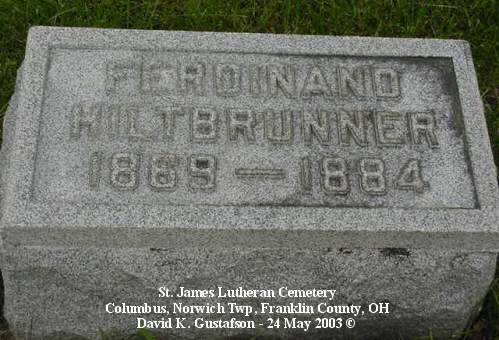 FERDINAND
HILTBRUNNER
1869 — 1884
St. James Lutheran Cemetery
Columbus, Norwich Twp, Franklin County, OH
David K. Gustafson - 24 May 2003 ©